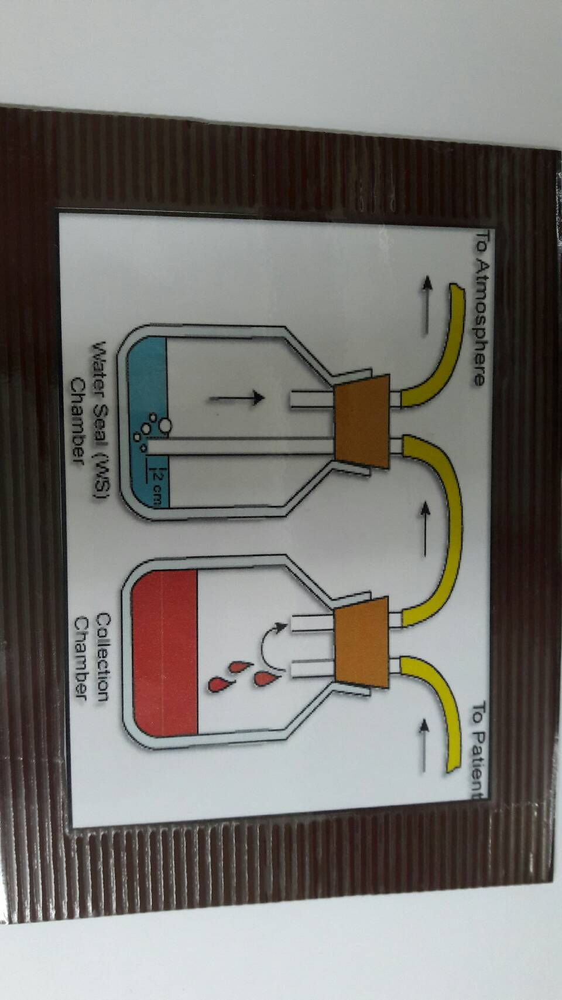 To Atmosphere
To Patient
2 cm
Water Seal (WS)
Chamber
Collection
Chamber